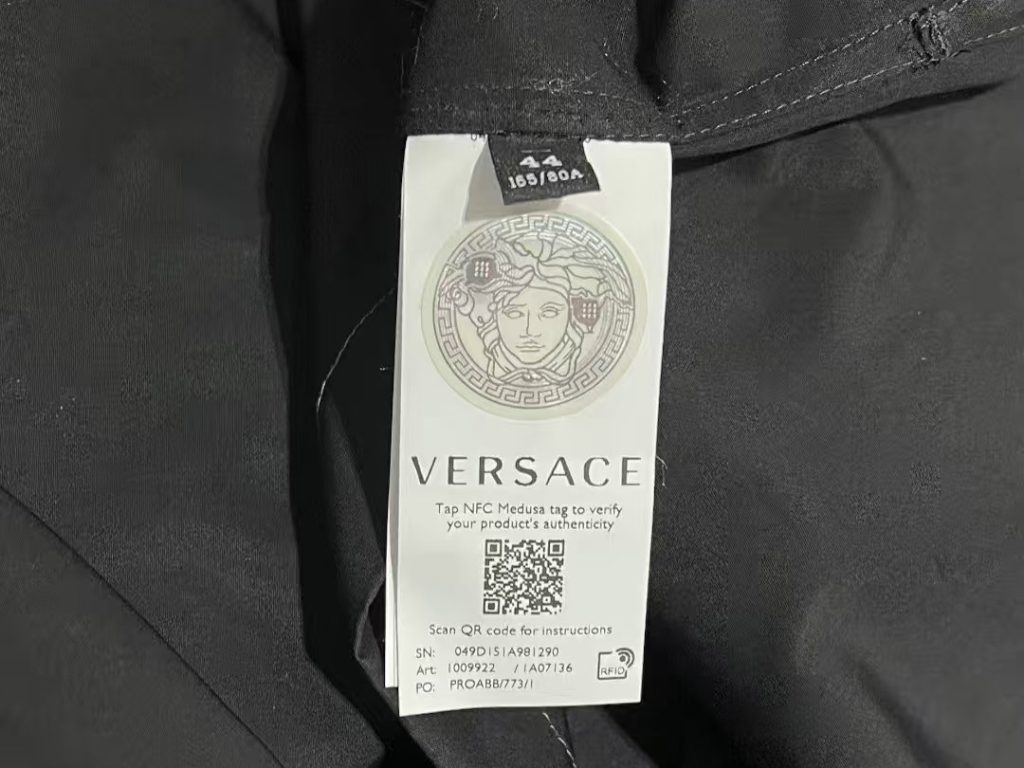 44
165/80A
VERSACE
Tap NFC Medusa tag to verify
your product's authenticity
Scan QR code for instructions
SN: 049D151A981290
Art: 1009922 / 1A07136
PO: PROABB/773/1
RFID